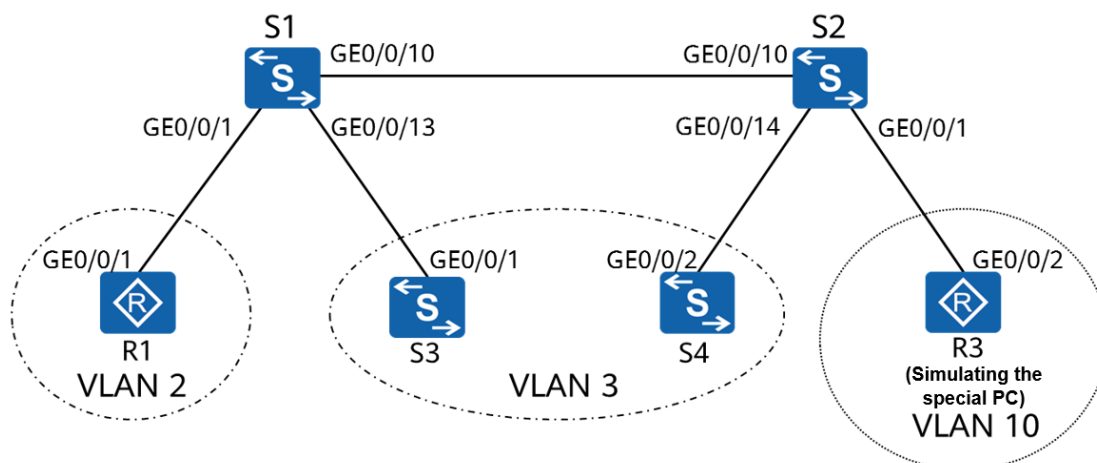 S1
S2
GE0/0/10
GE0/0/10
S
S
GE0/0/1
GE0/0/13
GE0/0/14
GE0/0/1
GE0/0/1
GE0/0/1
GE0/0/2
GE0/0/2
R
S
S
R
R1
S3
S4
R3
(Simulating the
special PC)
VLAN 2
VLAN 3
VLAN 10